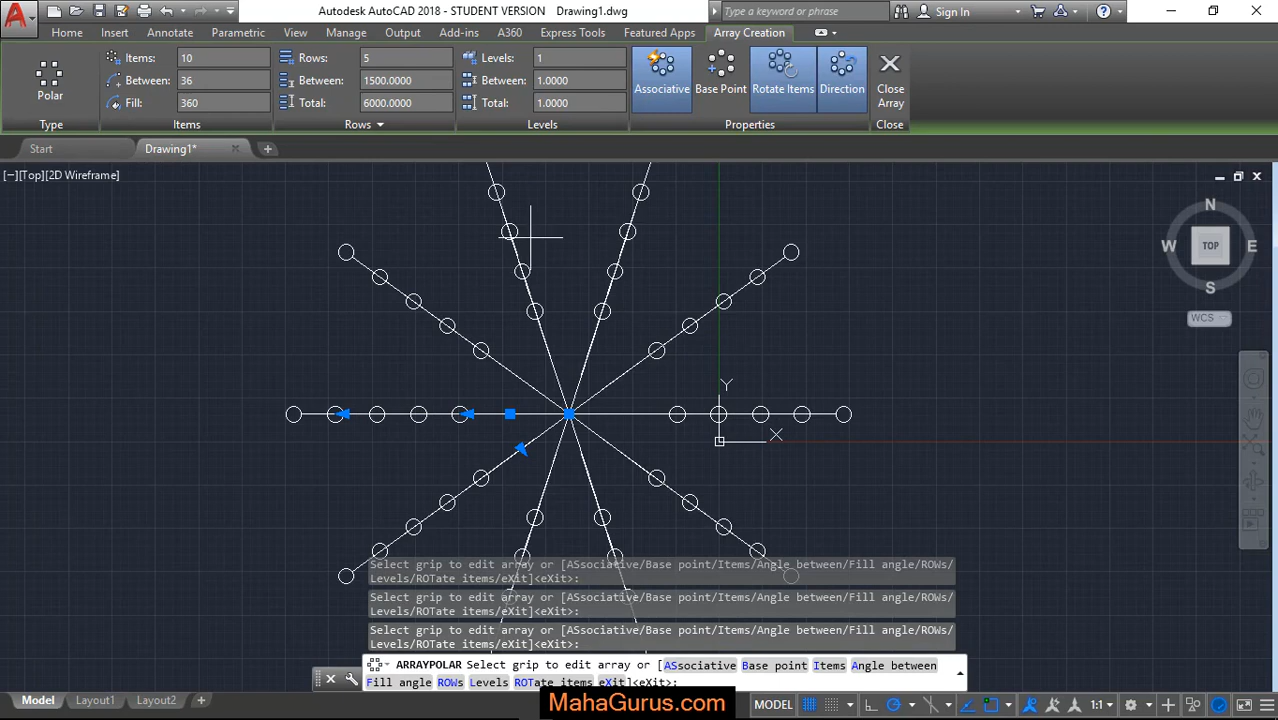 A Autodesk AutoCAD 2018 - STUDENT VERSION Drawing1.dwg Type a keyword or phrase Sign In ?
Home Insert Annotate Parametric View Manage Output Add-ins A360 Express Tools Featured Apps Array Creation
Items: 10 Rows: 5 Levels: 1
Between: 36 Between: 1500.0000 Between: 1.0000
Fill: 360 Total: 6000.0000 Total: 1.0000
Polar Associative Base Point Rotate Items Direction Close Array
Type Items Rows Levels Properties Close
Start Drawing1* +
[−][Top][2D Wireframe]
N
W TOP E
S
WCS
Y
X
Select grip to edit array or [ASsociative/Base point/Items/Angle between/Fill angle/ROWs/
Levels/ROTate items/eXit]<eXit>:
Select grip to edit array or [ASsociative/Base point/Items/Angle between/Fill angle/ROWs/
Levels/ROTate items/eXit]<eXit>:
Select grip to edit array or [ASsociative/Base point/Items/Angle between/Fill angle/ROWs/
Levels/ROTate items/eXit]<eXit>:
ARRAYPOLAR Select grip to edit array or [ASsociative Base point Items Angle between
Fill angle ROWs Levels ROTate items eXit]<eXit>:
Model Layout1 Layout2 + MahaGurus.com MODEL 1:1